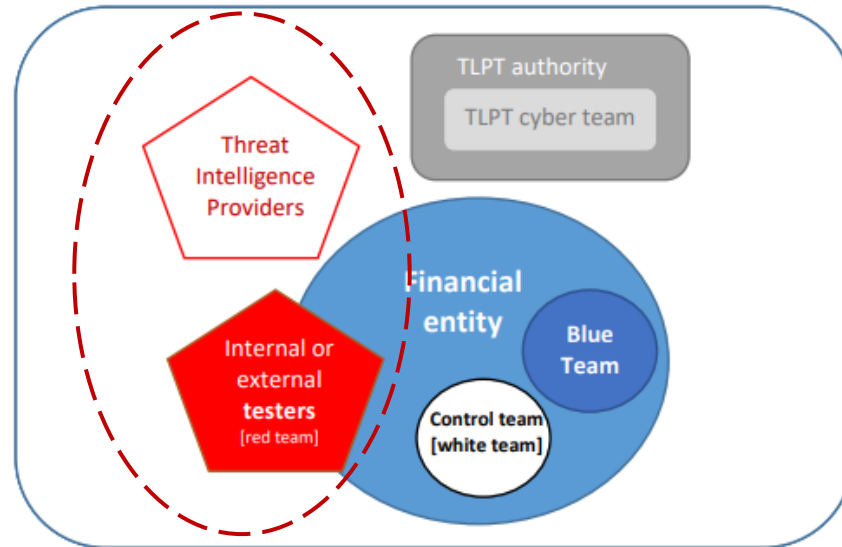 TLPT authority
TLPT cyber team
Threat
Intelligence
Providers
Financial
entity
Blue
Team
Internal or
external
testers
[red team]
Control team
[white team]